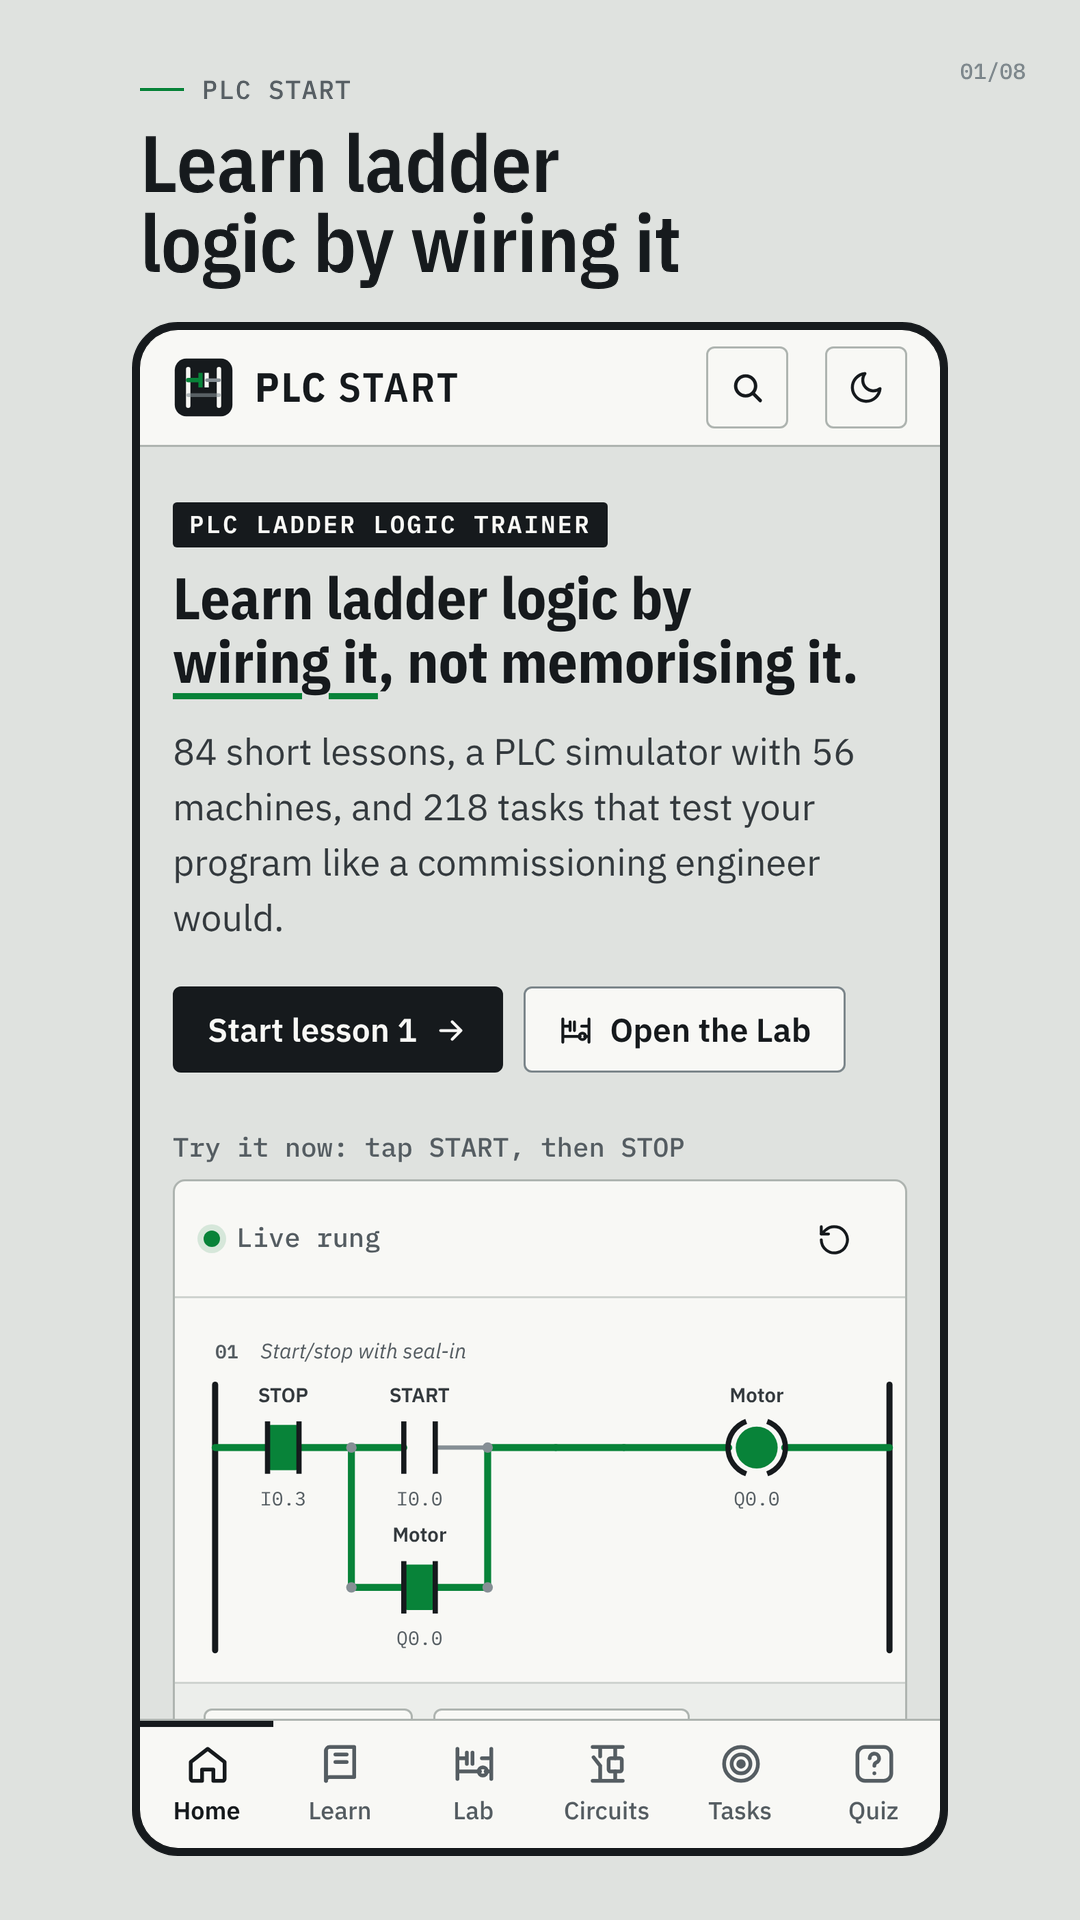 PLC START
01/08
Learn ladder
logic by wiring it
PLC START
PLC LADDER LOGIC TRAINER
Learn ladder logic by
wiring it, not memorising it.
84 short lessons, a PLC simulator with 56
machines, and 218 tasks that test your
program like a commissioning engineer
would.
Start lesson 1 →
Open the Lab
Try it now: tap START, then STOP
Live rung
01 Start/stop with seal-in
STOP START Motor
I0.3 I0.0 Q0.0
Motor
Q0.0
Home Learn Lab Circuits Tasks Quiz